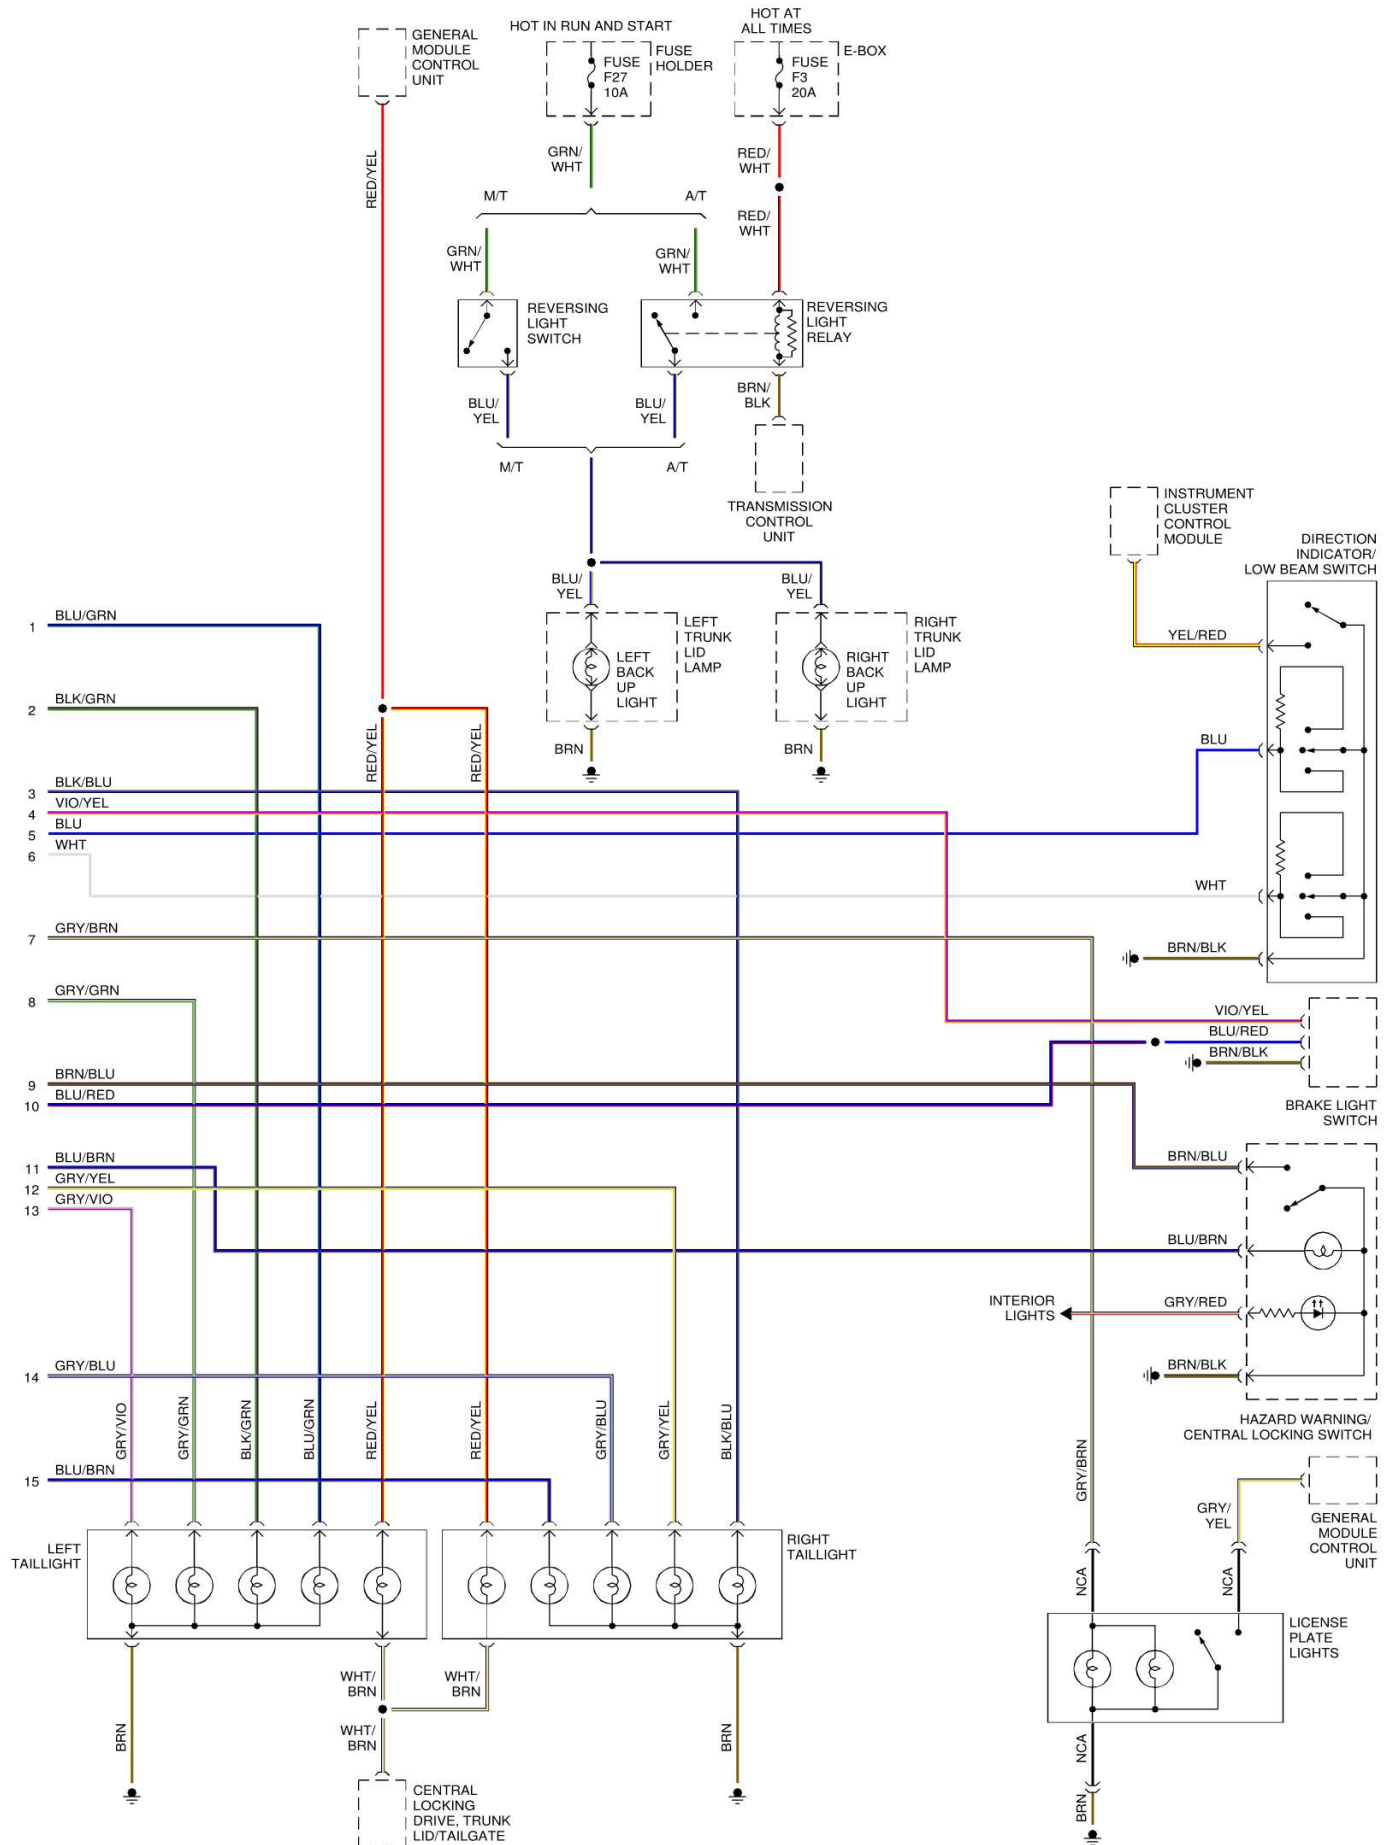 GENERAL
MODULE
CONTROL
UNIT
HOT IN RUN AND START
FUSE
F27
10A
FUSE
HOLDER
HOT AT
ALL TIMES
FUSE
F3
20A
E-BOX
RED/YEL
GRN/
WHT
RED/
WHT
RED/
WHT
M/T
A/T
GRN/
WHT
GRN/
WHT
REVERSING
LIGHT
SWITCH
REVERSING
LIGHT
RELAY
BLU/
YEL
BLU/
YEL
BRN/
BLK
M/T
A/T
TRANSMISSION
CONTROL
UNIT
INSTRUMENT
CLUSTER
CONTROL
MODULE
DIRECTION
INDICATOR/
LOW BEAM SWITCH
BLU/
YEL
BLU/
YEL
LEFT
TRUNK
LID
LAMP
LEFT
BACK
UP
LIGHT
RIGHT
TRUNK
LID
LAMP
RIGHT
BACK
UP
LIGHT
BRN
BRN
YEL/RED
BLU
WHT
BRN/BLK
1 BLU/GRN
2 BLK/GRN
RED/YEL
RED/YEL
3 BLK/BLU
4 VIO/YEL
5 BLU
6 WHT
7 GRY/BRN
8 GRY/GRN
9 BRN/BLU
10 BLU/RED
11 BLU/BRN
12 GRY/YEL
13 GRY/VIO
14 GRY/BLU
15 BLU/BRN
VIO/YEL
BLU/RED
BRN/BLK
BRAKE LIGHT
SWITCH
BRN/BLU
BLU/BRN
INTERIOR
LIGHTS
GRY/RED
BRN/BLK
HAZARD WARNING/
CENTRAL LOCKING SWITCH
GRY/VIO
GRY/GRN
BLK/GRN
BLU/GRN
RED/YEL
RED/YEL
GRY/BLU
GRY/YEL
BLK/BLU
GRY/BRN
GRY/
YEL
GENERAL
MODULE
CONTROL
UNIT
LEFT
TAILLIGHT
RIGHT
TAILLIGHT
NCA
NCA
LICENSE
PLATE
LIGHTS
WHT/
BRN
WHT/
BRN
WHT/
BRN
BRN
BRN
NCA
BRN
CENTRAL
LOCKING
DRIVE, TRUNK
LID/TAILGATE